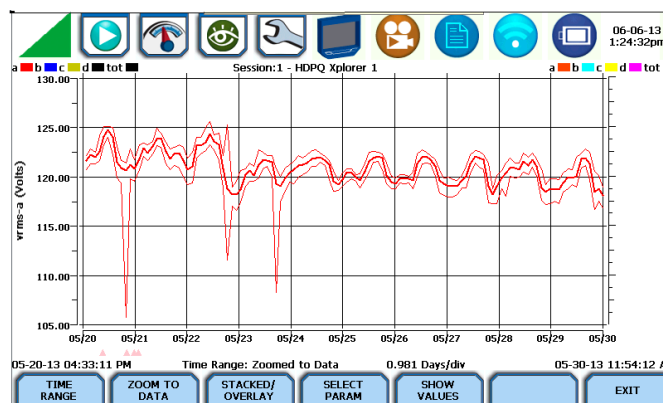 06-06-13
1:24:32pm
a b c d tot
Session:1 - HDPQ Xplorer 1
a b c d tot
130.00
125.00
120.00
115.00
110.00
105.00
vrms-a (Volts)
05/20 05/21 05/22 05/23 05/24 05/25 05/26 05/27 05/28 05/29 05/30
05-20-13 04:33:11 PM
Time Range: Zoomed to Data
0.981 Days/div
05-30-13 11:54:12 A
TIME RANGE
ZOOM TO DATA
STACKED/ OVERLAY
SELECT PARAM
SHOW VALUES
EXIT